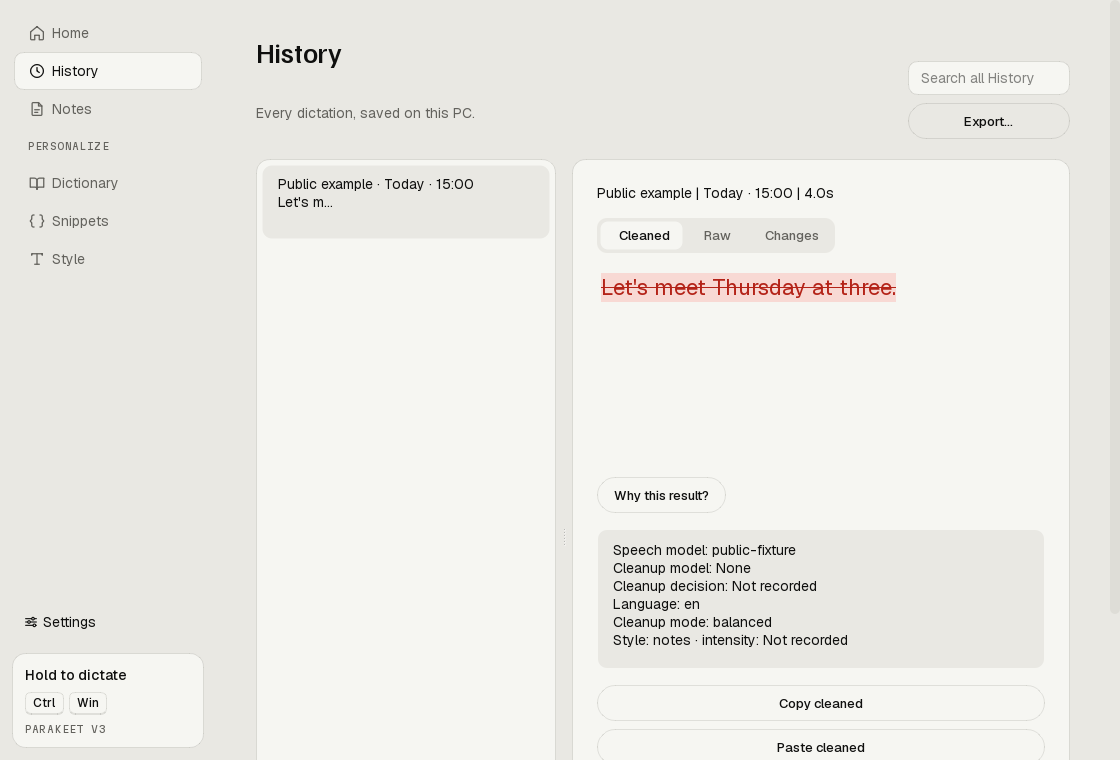 Home
History
Notes
PERSONALIZE
Dictionary
Snippets
Style
Settings
Hold to dictate
Ctrl Win
PARAKEET V3
History
Every dictation, saved on this PC.
Search all History
Export...
Public example · Today · 15:00
Let's m...
Public example | Today · 15:00 | 4.0s
Cleaned Raw Changes
Let's meet Thursday at three.
Why this result?
Speech model: public-fixture
Cleanup model: None
Cleanup decision: Not recorded
Language: en
Cleanup mode: balanced
Style: notes · intensity: Not recorded
Copy cleaned
Paste cleaned